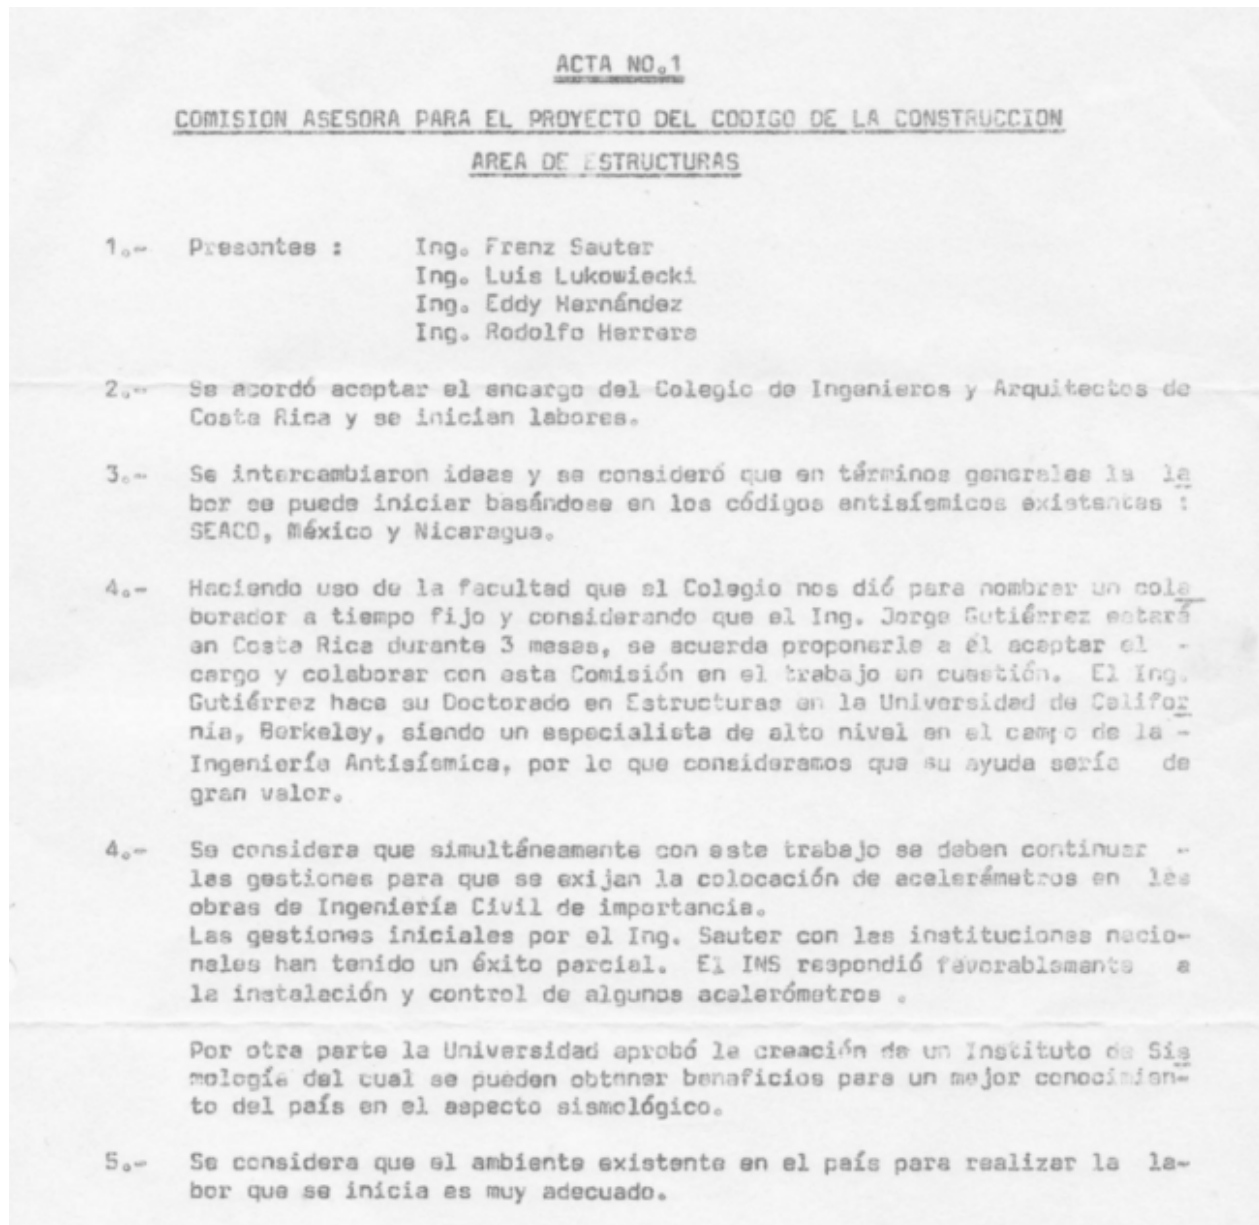 ACTA NO.1
COMISION ASESORA PARA EL PROYECTO DEL CODIGO DE LA CONSTRUCCION
AREA DE ESTRUCTURAS
1.- Presentes : Ing. Franz Sauter
Ing. Luis Lukowiecki
Ing. Eddy Hernández
Ing. Rodolfo Herrera
2.- Se acordó aceptar el encargo del Colegio de Ingenieros y Arquitectos de
Costa Rica y se inician labores.
3.- Se intercambiaron ideas y se consideró que en términos generales la la
bor se puede iniciar basándose en los códigos antisísmicos existentes :
SEACO, México y Nicaragua.
4.- Haciendo uso de la facultad que el Colegio nos dió para nombrar un cola
borador a tiempo fijo y considerando que el Ing. Jorge Gutiérrez estará
en Costa Rica durante 3 meses, se acuerda proponerle a él aceptar el -
cargo y colaborar con esta Comisión en el trabajo en cuestión. El Ing.
Gutiérrez hace su Doctorado en Estructuras en la Universidad de Califor
nia, Berkeley, siendo un especialista de alto nivel en el campo de la -
Ingeniería Antisísmica, por lo que consideramos que su ayuda sería de
gran valor.
4.- Se considera que simultáneamente con este trabajo se deben continuar -
las gestiones para que se exijan la colocación de acelerámetros en las
obras de Ingeniería Civil de importancia.
Las gestiones iniciales por el Ing. Sauter con las instituciones nacio-
nales han tenido un éxito parcial. El INS respondió favorablemente a
la instalación y control de algunos acelerómetros .
Por otra parte la Universidad aprobó la creación de un Instituto de Sis
mología del cual se pueden obtener beneficios para un mejor conocimien-
to del país en el aspecto sismológico.
5.- Se considera que el ambiente existente en el país para realizar la la-
bor que se inicia es muy adecuado.